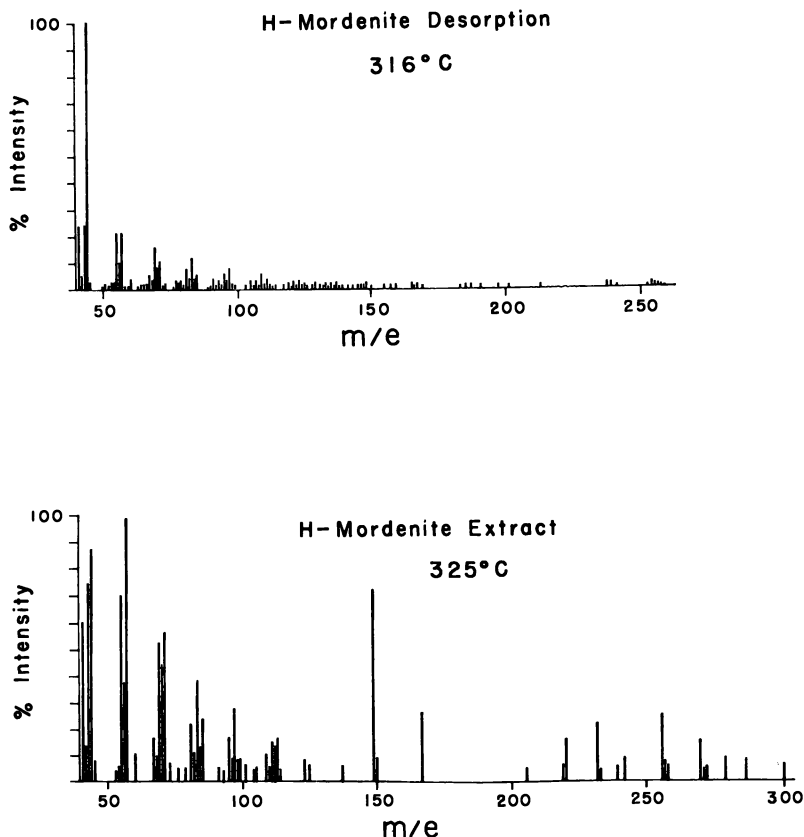 H-Mordenite Desorption
316°C
100
% Intensity
50 100 150 200 250
m/e
H-Mordenite Extract
325°C
100
% Intensity
50 100 150 200 250 300
m/e